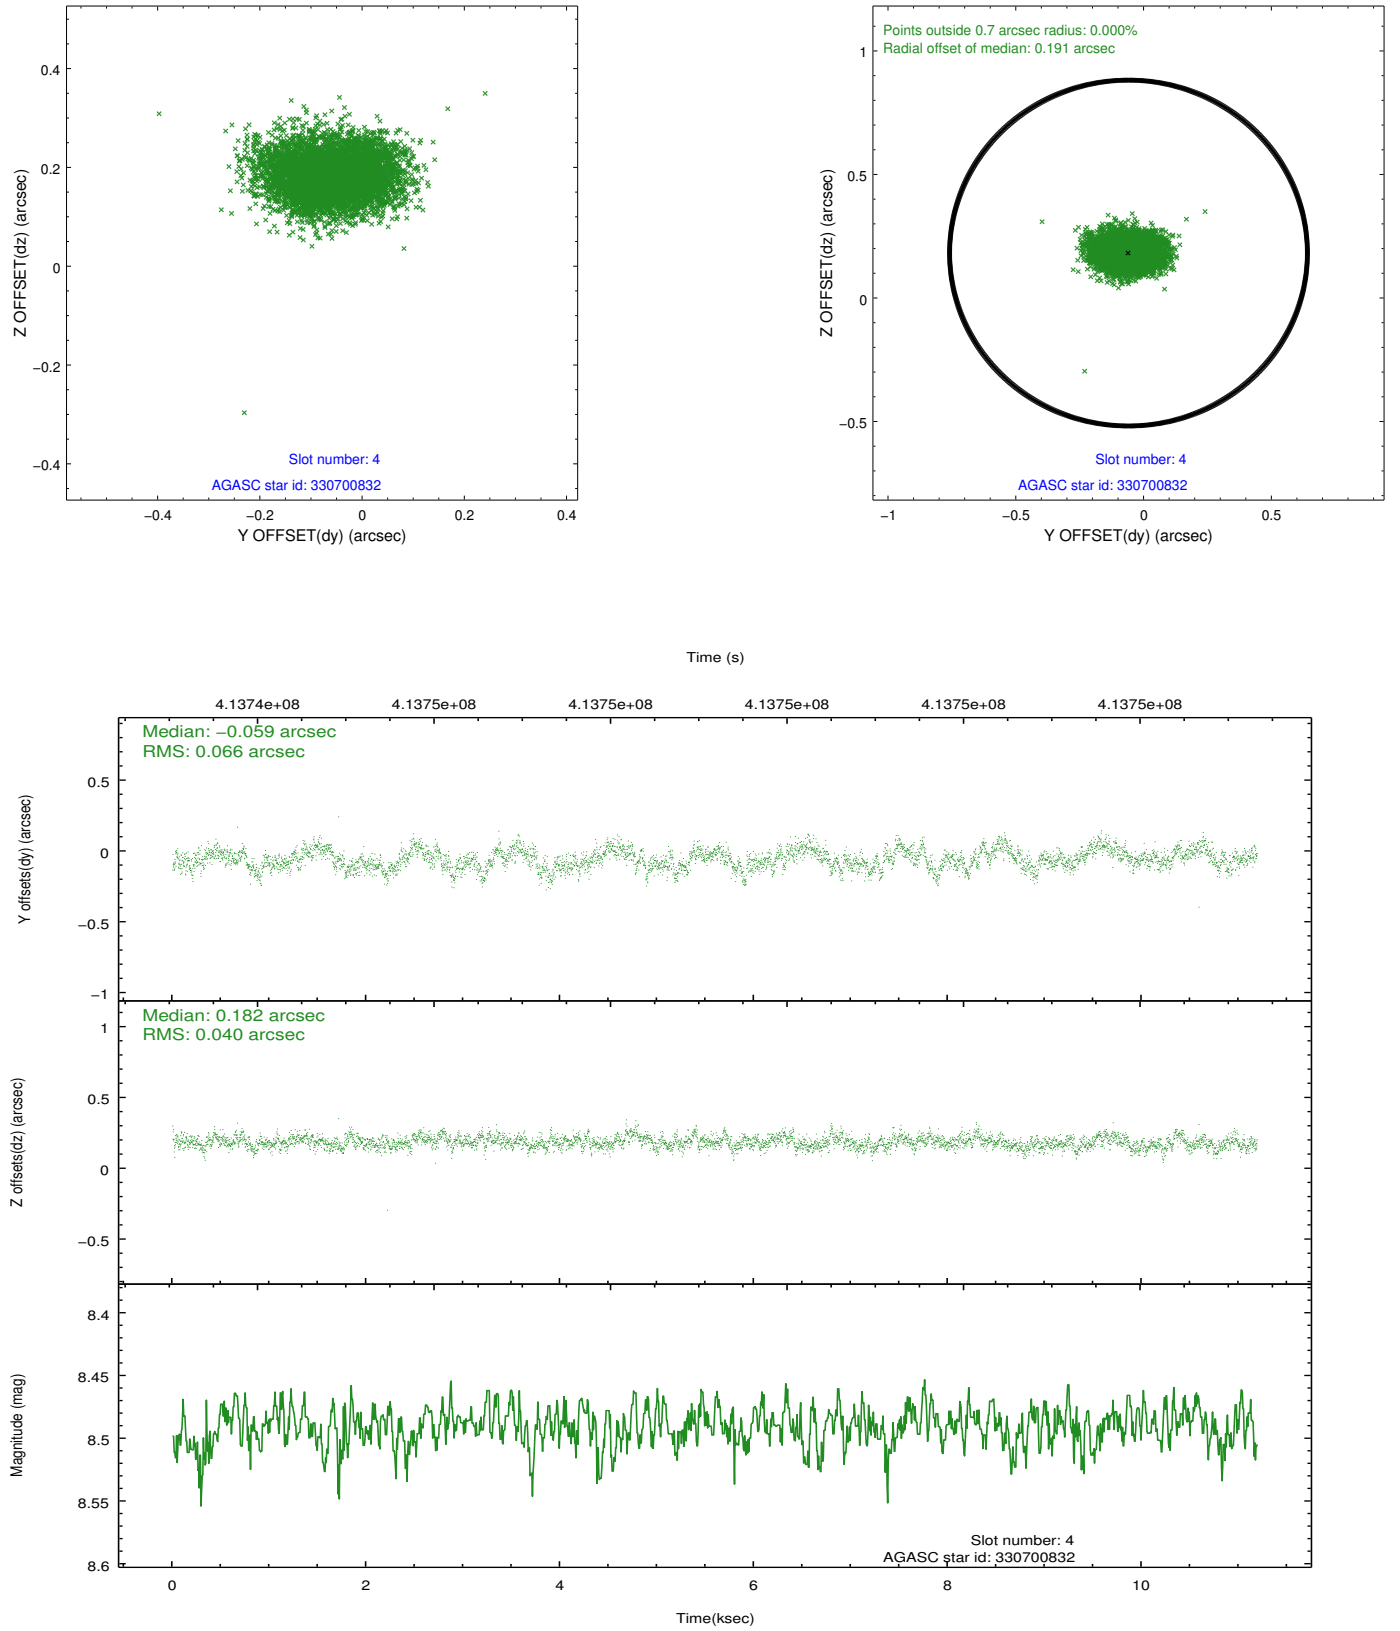 0.4
0.2
0
−0.2
−0.4
Z OFFSET(dz) (arcsec)
Slot number: 4
AGASC star id: 330700832
−0.4 −0.2 0 0.2 0.4
Y OFFSET(dy) (arcsec)
Points outside 0.7 arcsec radius: 0.000%
Radial offset of median: 0.191 arcsec
1
0.5
0
−0.5
Z OFFSET(dz) (arcsec)
Slot number: 4
AGASC star id: 330700832
−1 −0.5 0 0.5
Y OFFSET(dy) (arcsec)
Time (s)
4.1374e+08 4.1375e+08 4.1375e+08 4.1375e+08 4.1375e+08 4.1375e+08
Median: −0.059 arcsec
RMS: 0.066 arcsec
0.5
0
−0.5
−1
Y offsets(dy) (arcsec)
Median: 0.182 arcsec
RMS: 0.040 arcsec
1
0.5
0
−0.5
Z offsets(dz) (arcsec)
8.4
8.45
8.5
8.55
8.6
Magnitude (mag)
Slot number: 4
AGASC star id: 330700832
0 2 4 6 8 10
Time(ksec)